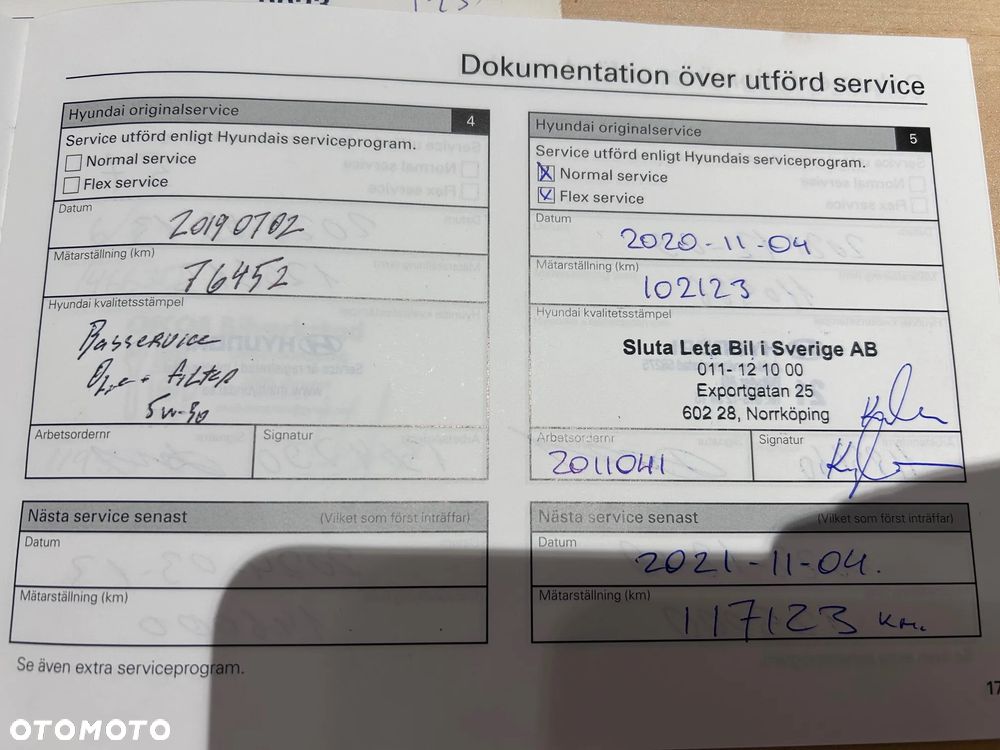 Dokumentation över utförd service
Hyundai originalservice 4
Service utförd enligt Hyundais serviceprogram.
Normal service
Flex service
Datum
20190702
Mätarställning (km)
76452
Hyundai kvalitetsstämpel
Basservice
Olje + Filter
5w-30
Arbetsordernr
Signatur
Nästa service senast (Vilket som först inträffar)
Datum
Mätarställning (km)
Se även extra serviceprogram.
Hyundai originalservice 5
Service utförd enligt Hyundais serviceprogram.
Normal service
Flex service
Datum
2020-11-04
Mätarställning (km)
102123
Hyundai kvalitetsstämpel
Sluta Leta Bil i Sverige AB
011- 12 10 00
Exportgatan 25
602 28, Norrköping
Arbetsordernr
2011041
Signatur
Nästa service senast (Vilket som först inträffar)
Datum
2021-11-04.
Mätarställning (km)
117123 km.
17
OTOMOTO